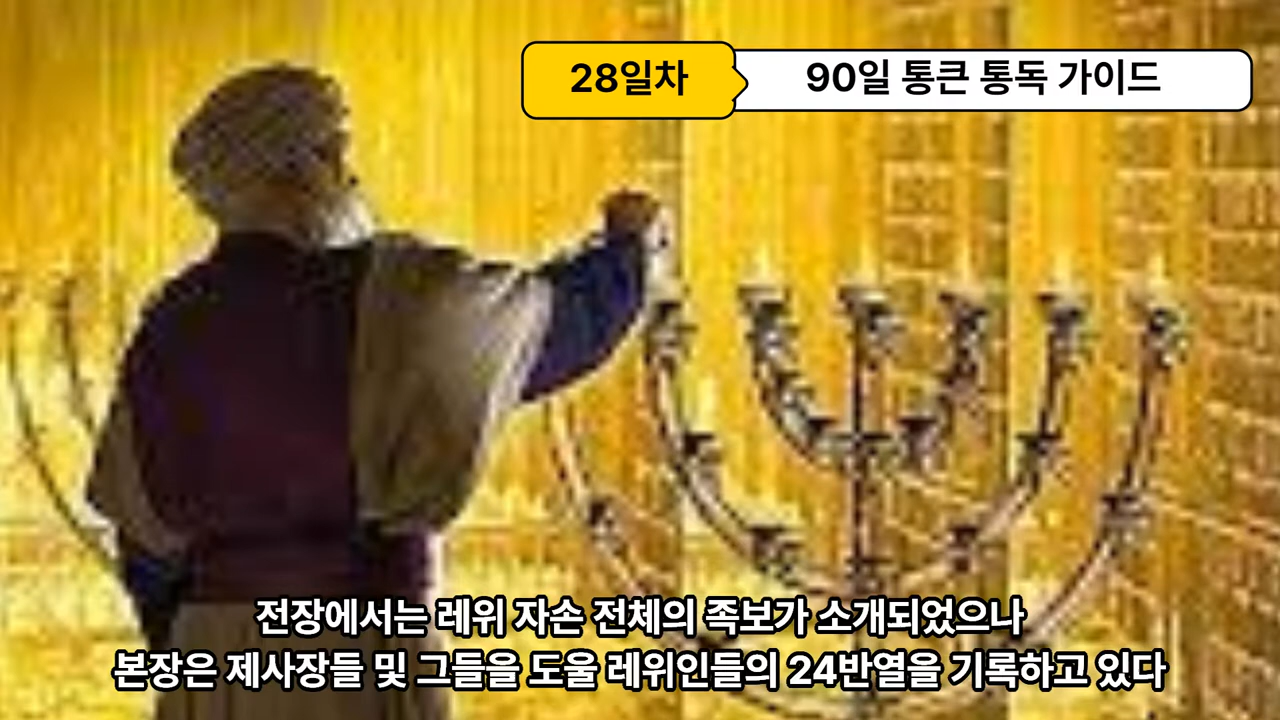 28일차
90일 통큰 통독 가이드
전장에서는 레위 자손 전체의 족보가 소개되었으나
본장은 제사장들 및 그들을 도울 레위인들의 24반열을 기록하고 있다